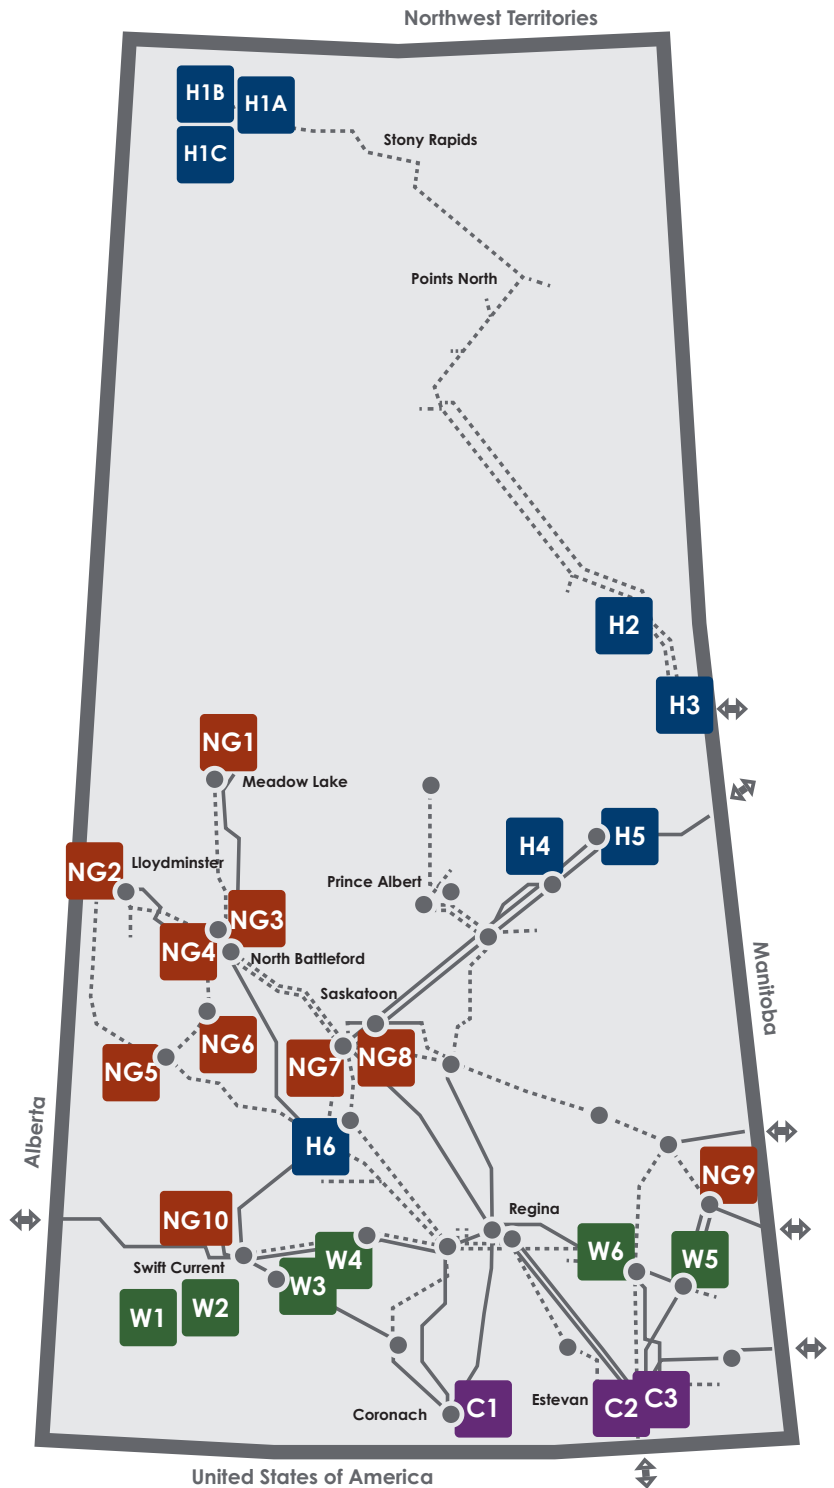 Northwest Territories
H1B
H1A
H1C
Stony Rapids
Points North
H2
H3
NG1
Meadow Lake
H4
H5
Lloydminster
NG2
Prince Albert
NG3
NG4
North Battleford
Manitoba
Saskatoon
NG6
NG7
NG8
NG5
Alberta
H6
NG9
NG10
Regina
W6
W5
W4
Swift Current
W3
W2
W1
Estevan
C3
C2
C1
Coronach
United States of America